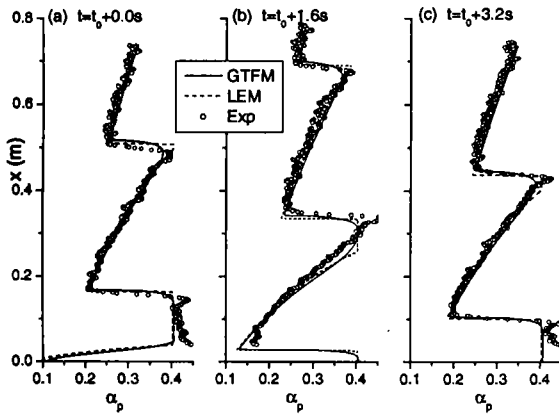 (a) t=t0+0.0s
(b) t=t0+1.6s
(c) t=t0+3.2s
GTFM
LEM
Exp
x (m)
0.8
0.6
0.4
0.2
0.0
0.1 0.2 0.3 0.4
0.1 0.2 0.3 0.4
0.1 0.2 0.3 0.4
αp
αp
αp